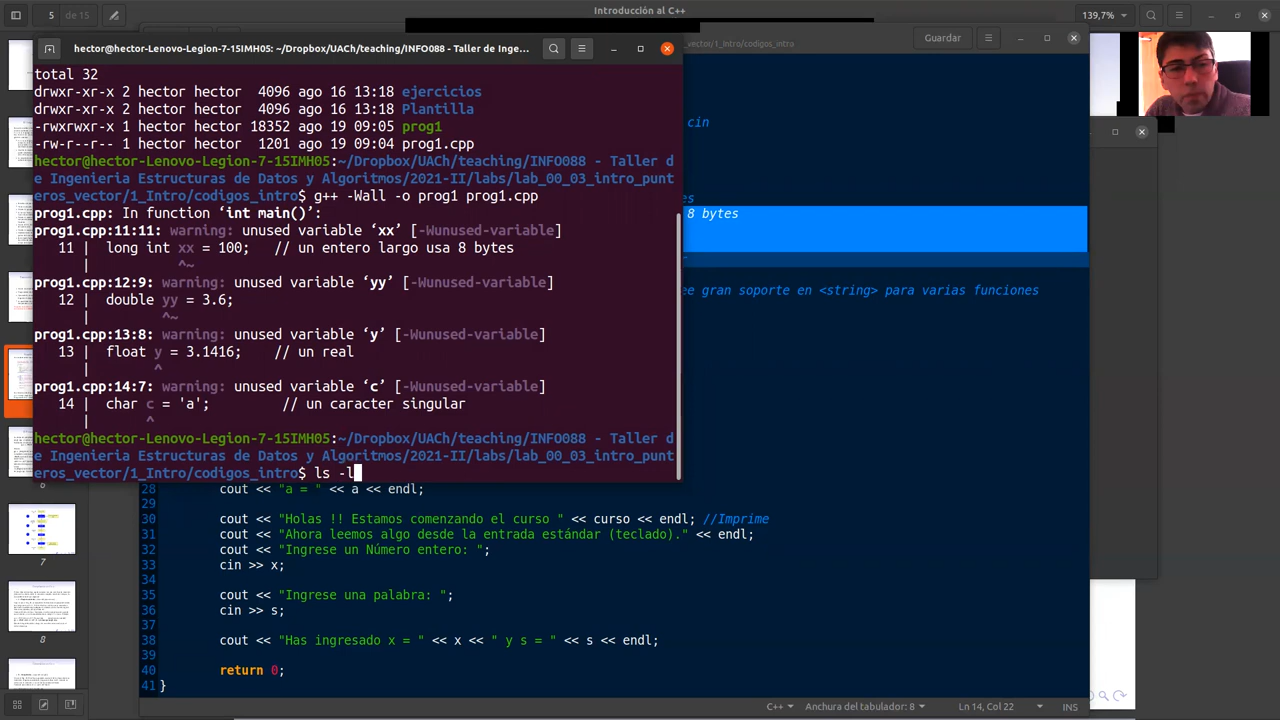 5 de 15
Introducción al C++
139,7%
hector@hector-Lenovo-Legion-7-15IMH05: ~/Dropbox/UACh/teaching/INFO088 - Taller de Inge...
_vector/1_Intro/codigos_intro
Guardar
total 32
drwxr-xr-x 2 hector hector  4096 ago 16 13:18 ejercicios
drwxr-xr-x 2 hector hector  4096 ago 16 13:18 Plantilla
-rwxrwxr-x 1 hector hector 18352 ago 19 09:05 prog1
-rw-r--r-- 1 hector hector  1201 ago 19 09:04 prog1.cpp
hector@hector-Lenovo-Legion-7-15IMH05:~/Dropbox/UACh/teaching/INFO088 - Taller d
e Ingenieria Estructuras de Datos y Algoritmos/2021-II/labs/lab_00_03_intro_punt
eros_vector/1_Intro/codigos_intro$ g++ -Wall -o prog1 prog1.cpp
prog1.cpp: In function ‘int main()’:
prog1.cpp:11:11: warning: unused variable ‘xx’ [-Wunused-variable]
11 |  long int xx = 100;   // un entero largo usa 8 bytes
|           ^~
prog1.cpp:12:9: warning: unused variable ‘yy’ [-Wunused-variable]
12 |  double yy = 3.6;
|         ^~
prog1.cpp:13:8: warning: unused variable ‘y’ [-Wunused-variable]
13 |  float y = 3.1416;    // un real
|        ^
prog1.cpp:14:7: warning: unused variable ‘c’ [-Wunused-variable]
14 |  char c = 'a';         // un caracter singular
|       ^
hector@hector-Lenovo-Legion-7-15IMH05:~/Dropbox/UACh/teaching/INFO088 - Taller d
e Ingenieria Estructuras de Datos y Algoritmos/2021-II/labs/lab_00_03_intro_punt
eros_vector/1_Intro/codigos_intro$ ls -l
cin
es
8 bytes
ee gran soporte en <string> para varias funciones
28 cout << "a = " << a << endl;
29
30 cout << "Holas !! Estamos comenzando el curso " << curso << endl; //Imprime
31 cout << "Ahora leemos algo desde la entrada estándar (teclado)." << endl;
32 cout << "Ingrese un Número entero: ";
33 cin >> x;
34
35 cout << "Ingrese una palabra: ";
36 cin >> s;
37
38 cout << "Has ingresado x = " << x << " y s = " << s << endl;
39
40 return 0;
41 }
C++
Anchura del tabulador: 8
Ln 14, Col 22
INS
6
7
8